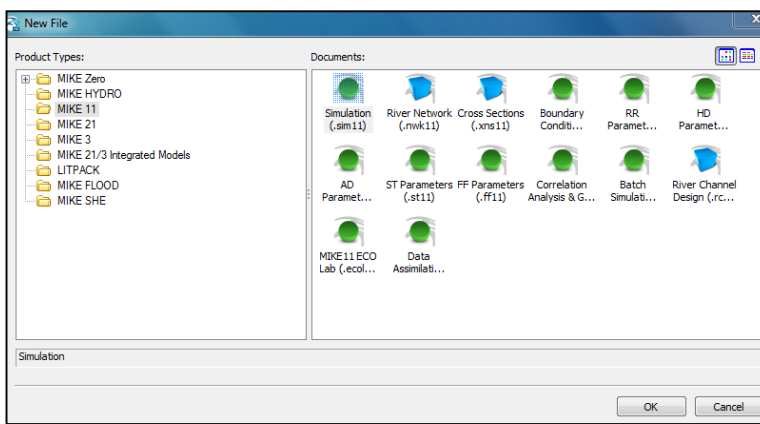 New File
Product Types:
MIKE Zero
MIKE HYDRO
MIKE 11
MIKE 21
MIKE 3
MIKE 21/3 Integrated Models
LITPACK
MIKE FLOOD
MIKE SHE
Documents:
Simulation
(.sim11)
River Network
(.nwk11)
Cross Sections
(.xns11)
Boundary
Conditi...
RR
Paramet...
HD
Paramet...
AD
Paramet...
ST Parameters
(.st11)
FF Parameters
(.ff11)
Correlation
Analysis & G...
Batch
Simulati...
River Channel
Design (.rc...
MIKE11 ECO
Lab (.ecol...
Data
Assimilati...
Simulation
OK
Cancel